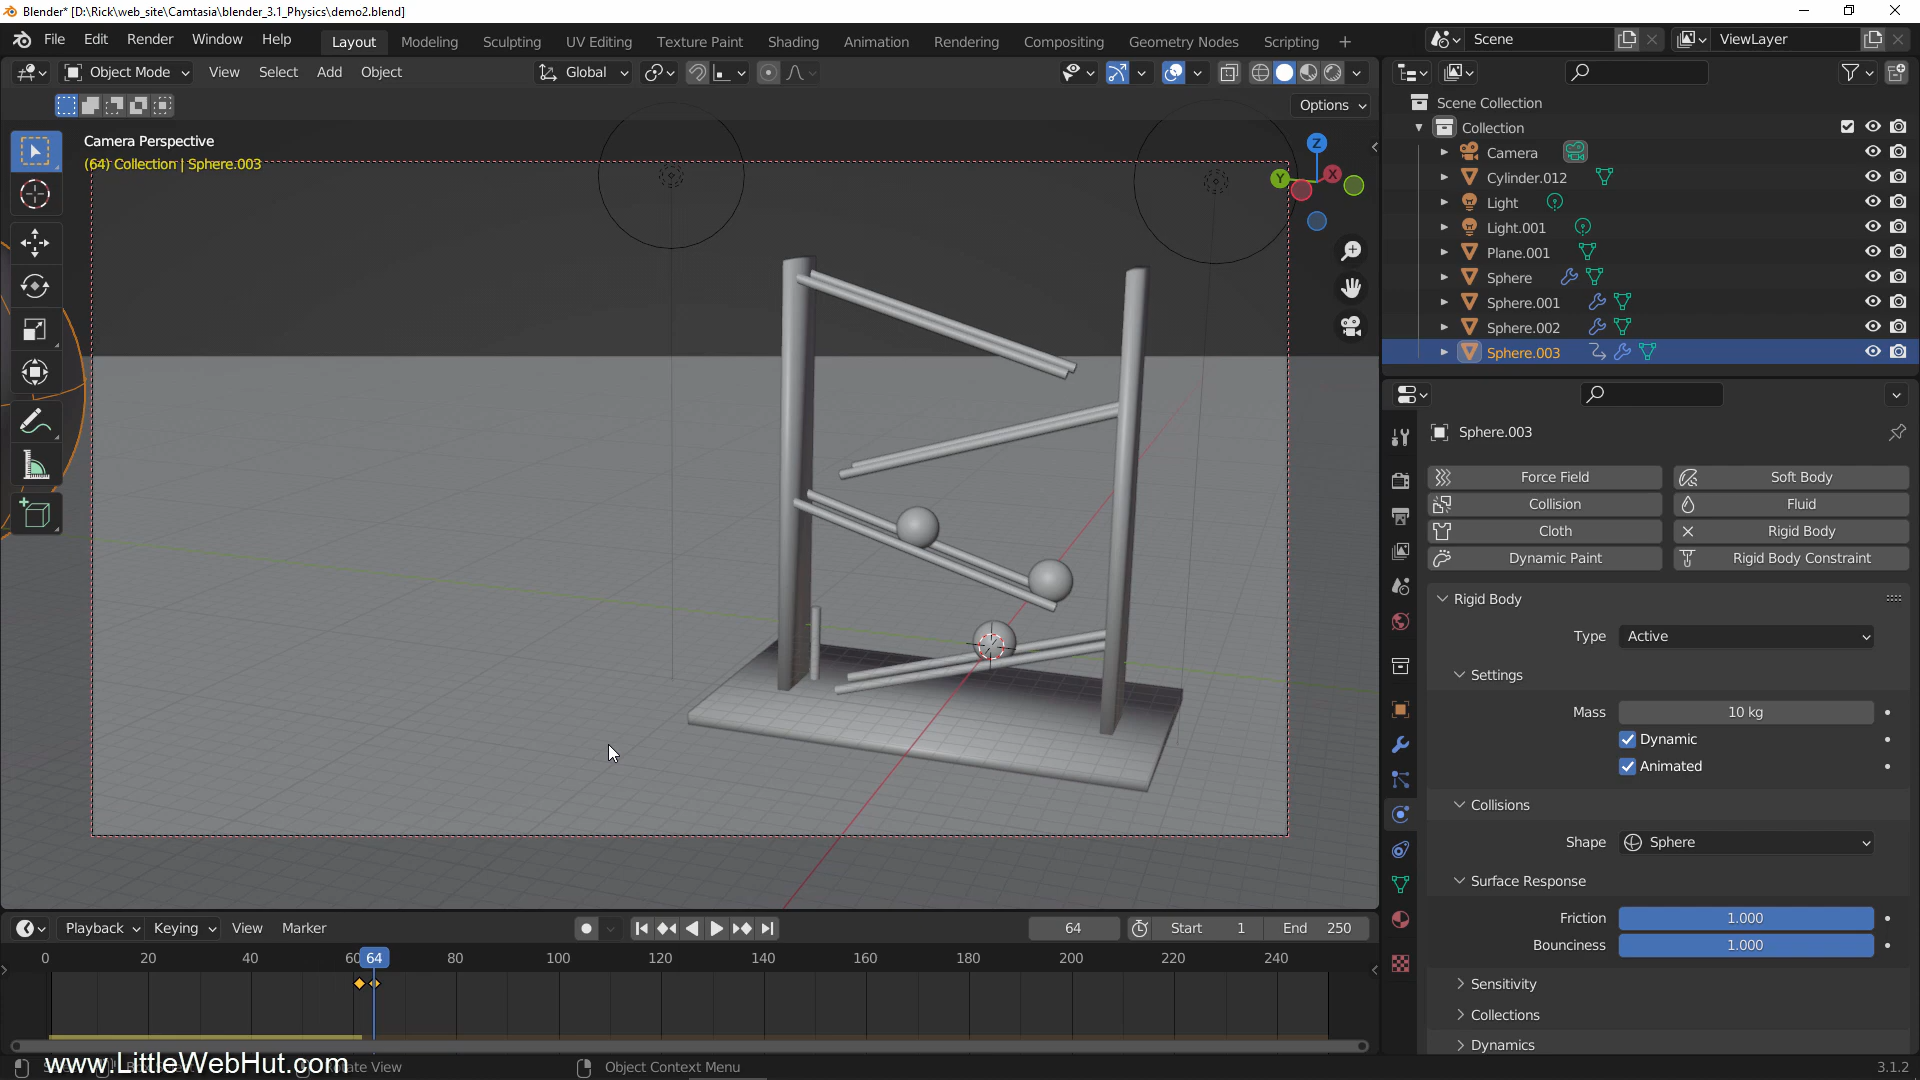 Blender* [D:\Rick\web_site\Camtasia\blender_3.1_Physics\demo2.blend]
File Edit Render Window Help Layout Modeling Sculpting UV Editing Texture Paint Shading Animation Rendering Compositing Geometry Nodes Scripting + Scene ViewLayer
Object Mode View Select Add Object Global
Options
Camera Perspective
(64) Collection | Sphere.003
Z
Y
X
Scene Collection
Collection
Camera
Cylinder.012
Light
Light.001
Plane.001
Sphere
Sphere.001
Sphere.002
Sphere.003
Sphere.003
Force Field Soft Body
Collision Fluid
Cloth Rigid Body
Dynamic Paint Rigid Body Constraint
Rigid Body
Type Active
Settings
Mass 10 kg
Dynamic
Animated
Collisions
Shape Sphere
Surface Response
Friction 1.000
Bounciness 1.000
Sensitivity
Collections
Dynamics
Playback Keying View Marker 64 Start 1 End 250
0 20 40 60 64 80 100 120 140 160 180 200 220 240
www.LittleWebHut.com
Rotate View Object Context Menu 3.1.2